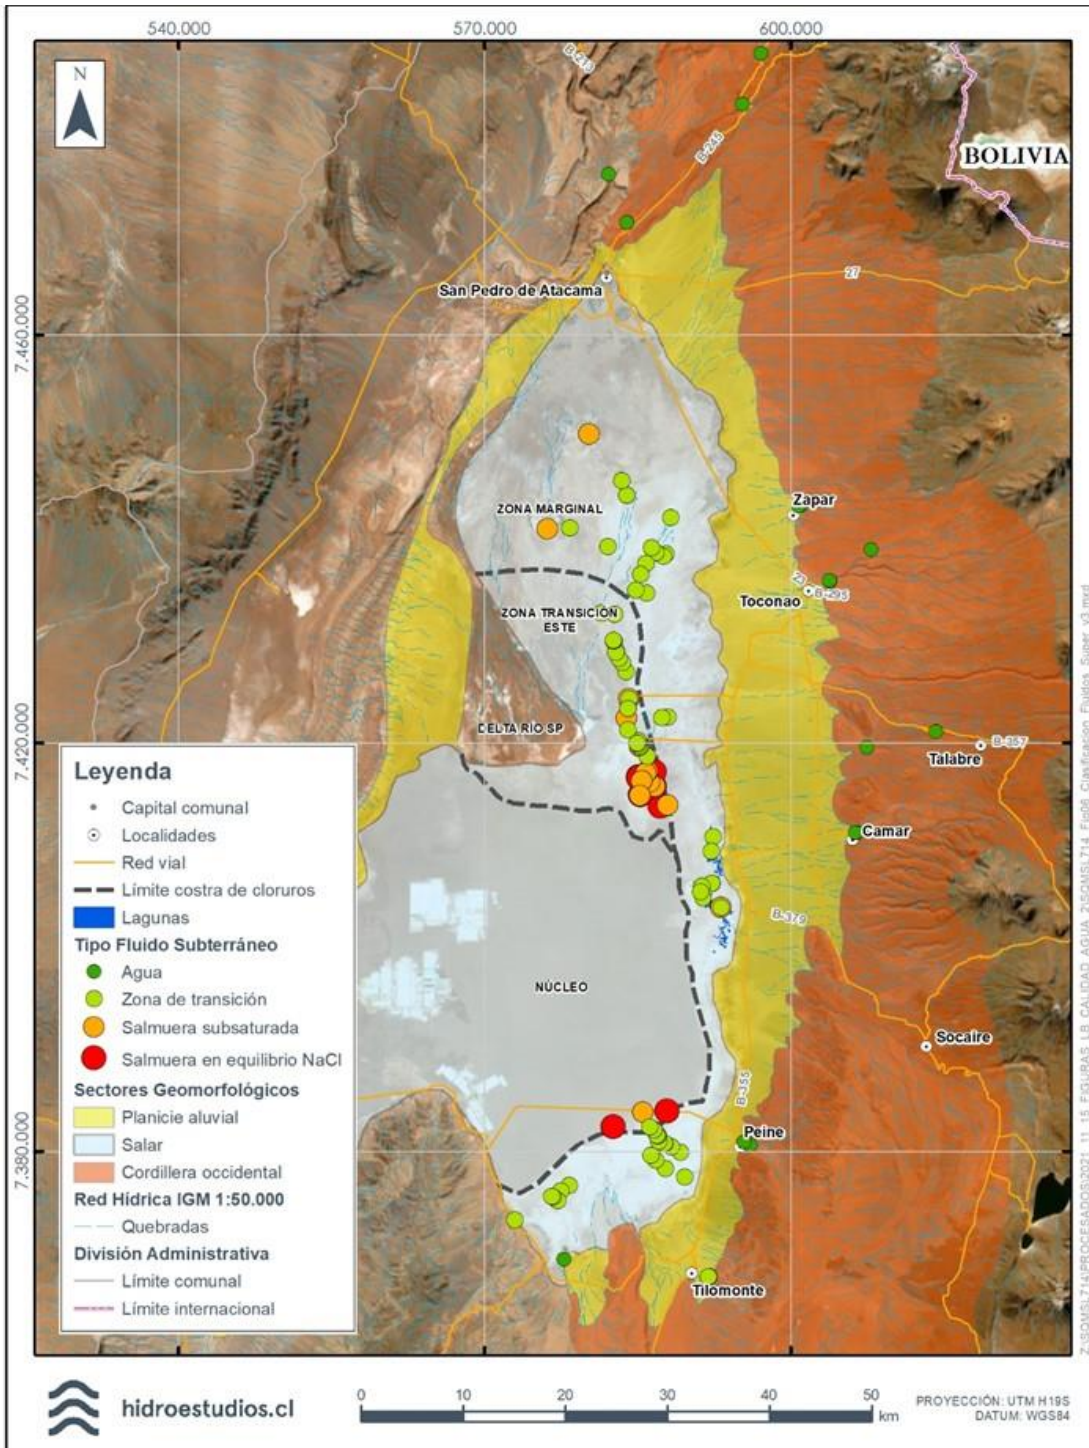 540.000
570.000
600.000
N
B-245
BOLIVIA
27
San Pedro de Atacama
7.460.000
ZONA MARGINAL
Zapar
ZONA TRANSICIÓN
ESTE
23
B-295
Toconao
DELTA RÍO SP
7.420.000
B-357
Talabre
Camar
B-379
NÚCLEO
Socaire
B-355
Peine
7.380.000
Tilomonte
Leyenda
Capital comunal
Localidades
Red vial
Límite costra de cloruros
Lagunas
Tipo Fluido Subterráneo
Agua
Zona de transición
Salmuera subsaturada
Salmuera en equilibrio NaCl
Sectores Geomorfológicos
Planicie aluvial
Salar
Cordillera occidental
Red Hídrica IGM 1:50.000
Quebradas
División Administrativa
Límite comunal
Límite internacional
hidroestudios.cl
0 10 20 30 40 50
km
PROYECCIÓN: UTM H19S
DATUM: WGS84